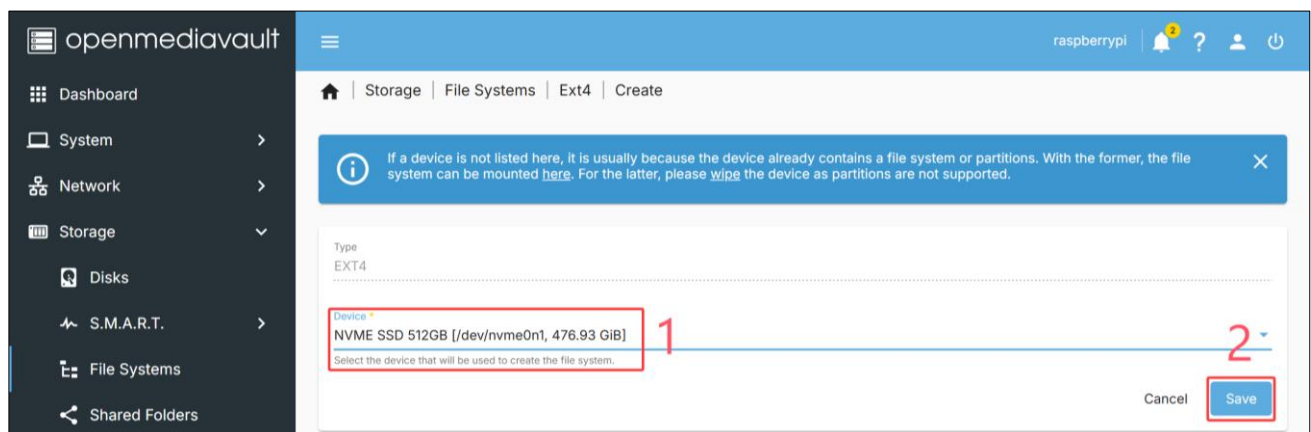 openmediavault
raspberrypi
2
?
Dashboard
System
Network
Storage
Disks
S.M.A.R.T.
File Systems
Shared Folders
Storage | File Systems | Ext4 | Create
If a device is not listed here, it is usually because the device already contains a file system or partitions. With the former, the file
system can be mounted here. For the latter, please wipe the device as partitions are not supported.
Type
EXT4
Device *
NVME SSD 512GB [/dev/nvme0n1, 476.93 GiB]
Select the device that will be used to create the file system.
1
2
Cancel
Save